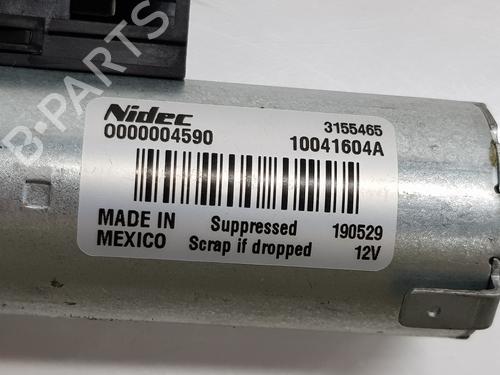 Nidec
3155465
0000004590
10041604A
MADE IN MEXICO
Suppressed
Scrap if dropped
190529
12V
B-PARTS